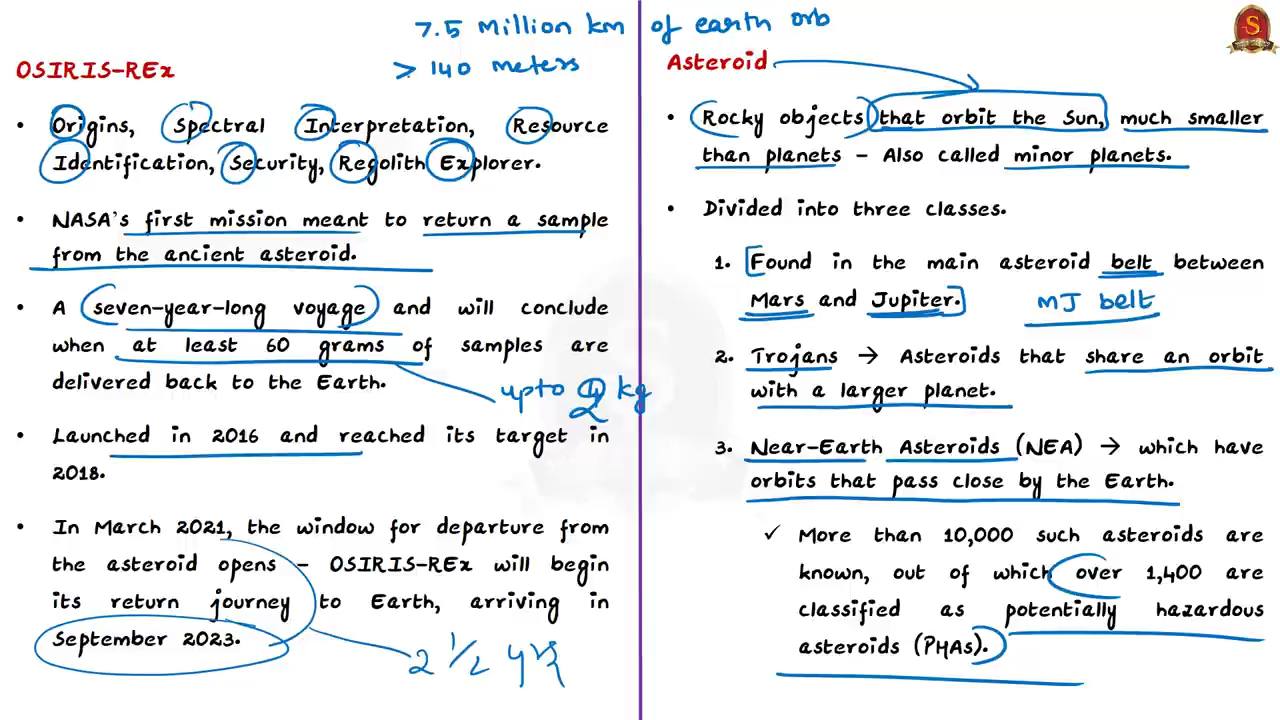 7.5 Million km of earth orb
> 140 meters
OSIRIS-REx
• Origins, Spectral Interpretation, Resource
Identification, Security, Regolith Explorer.
• NASA's first mission meant to return a sample
from the ancient asteroid.
• A seven-year-long voyage and will conclude
when at least 60 grams of samples are
delivered back to the Earth.
upto 2 kg
• Launched in 2016 and reached its target in
2018.
• In March 2021, the window for departure from
the asteroid opens - OSIRIS-REx will begin
its return journey to Earth, arriving in
September 2023.
2 1/2 yrs
S
Asteroid
• Rocky objects that orbit the Sun, much smaller
than planets - Also called minor planets.
• Divided into three classes.
1. Found in the main asteroid belt between
Mars and Jupiter.
MJ belt
2. Trojans → Asteroids that share an orbit
with a larger planet.
3. Near-Earth Asteroids (NEA) → which have
orbits that pass close by the Earth.
✓ More than 10,000 such asteroids are
known, out of which over 1,400 are
classified as potentially hazardous
asteroids (PHAs).